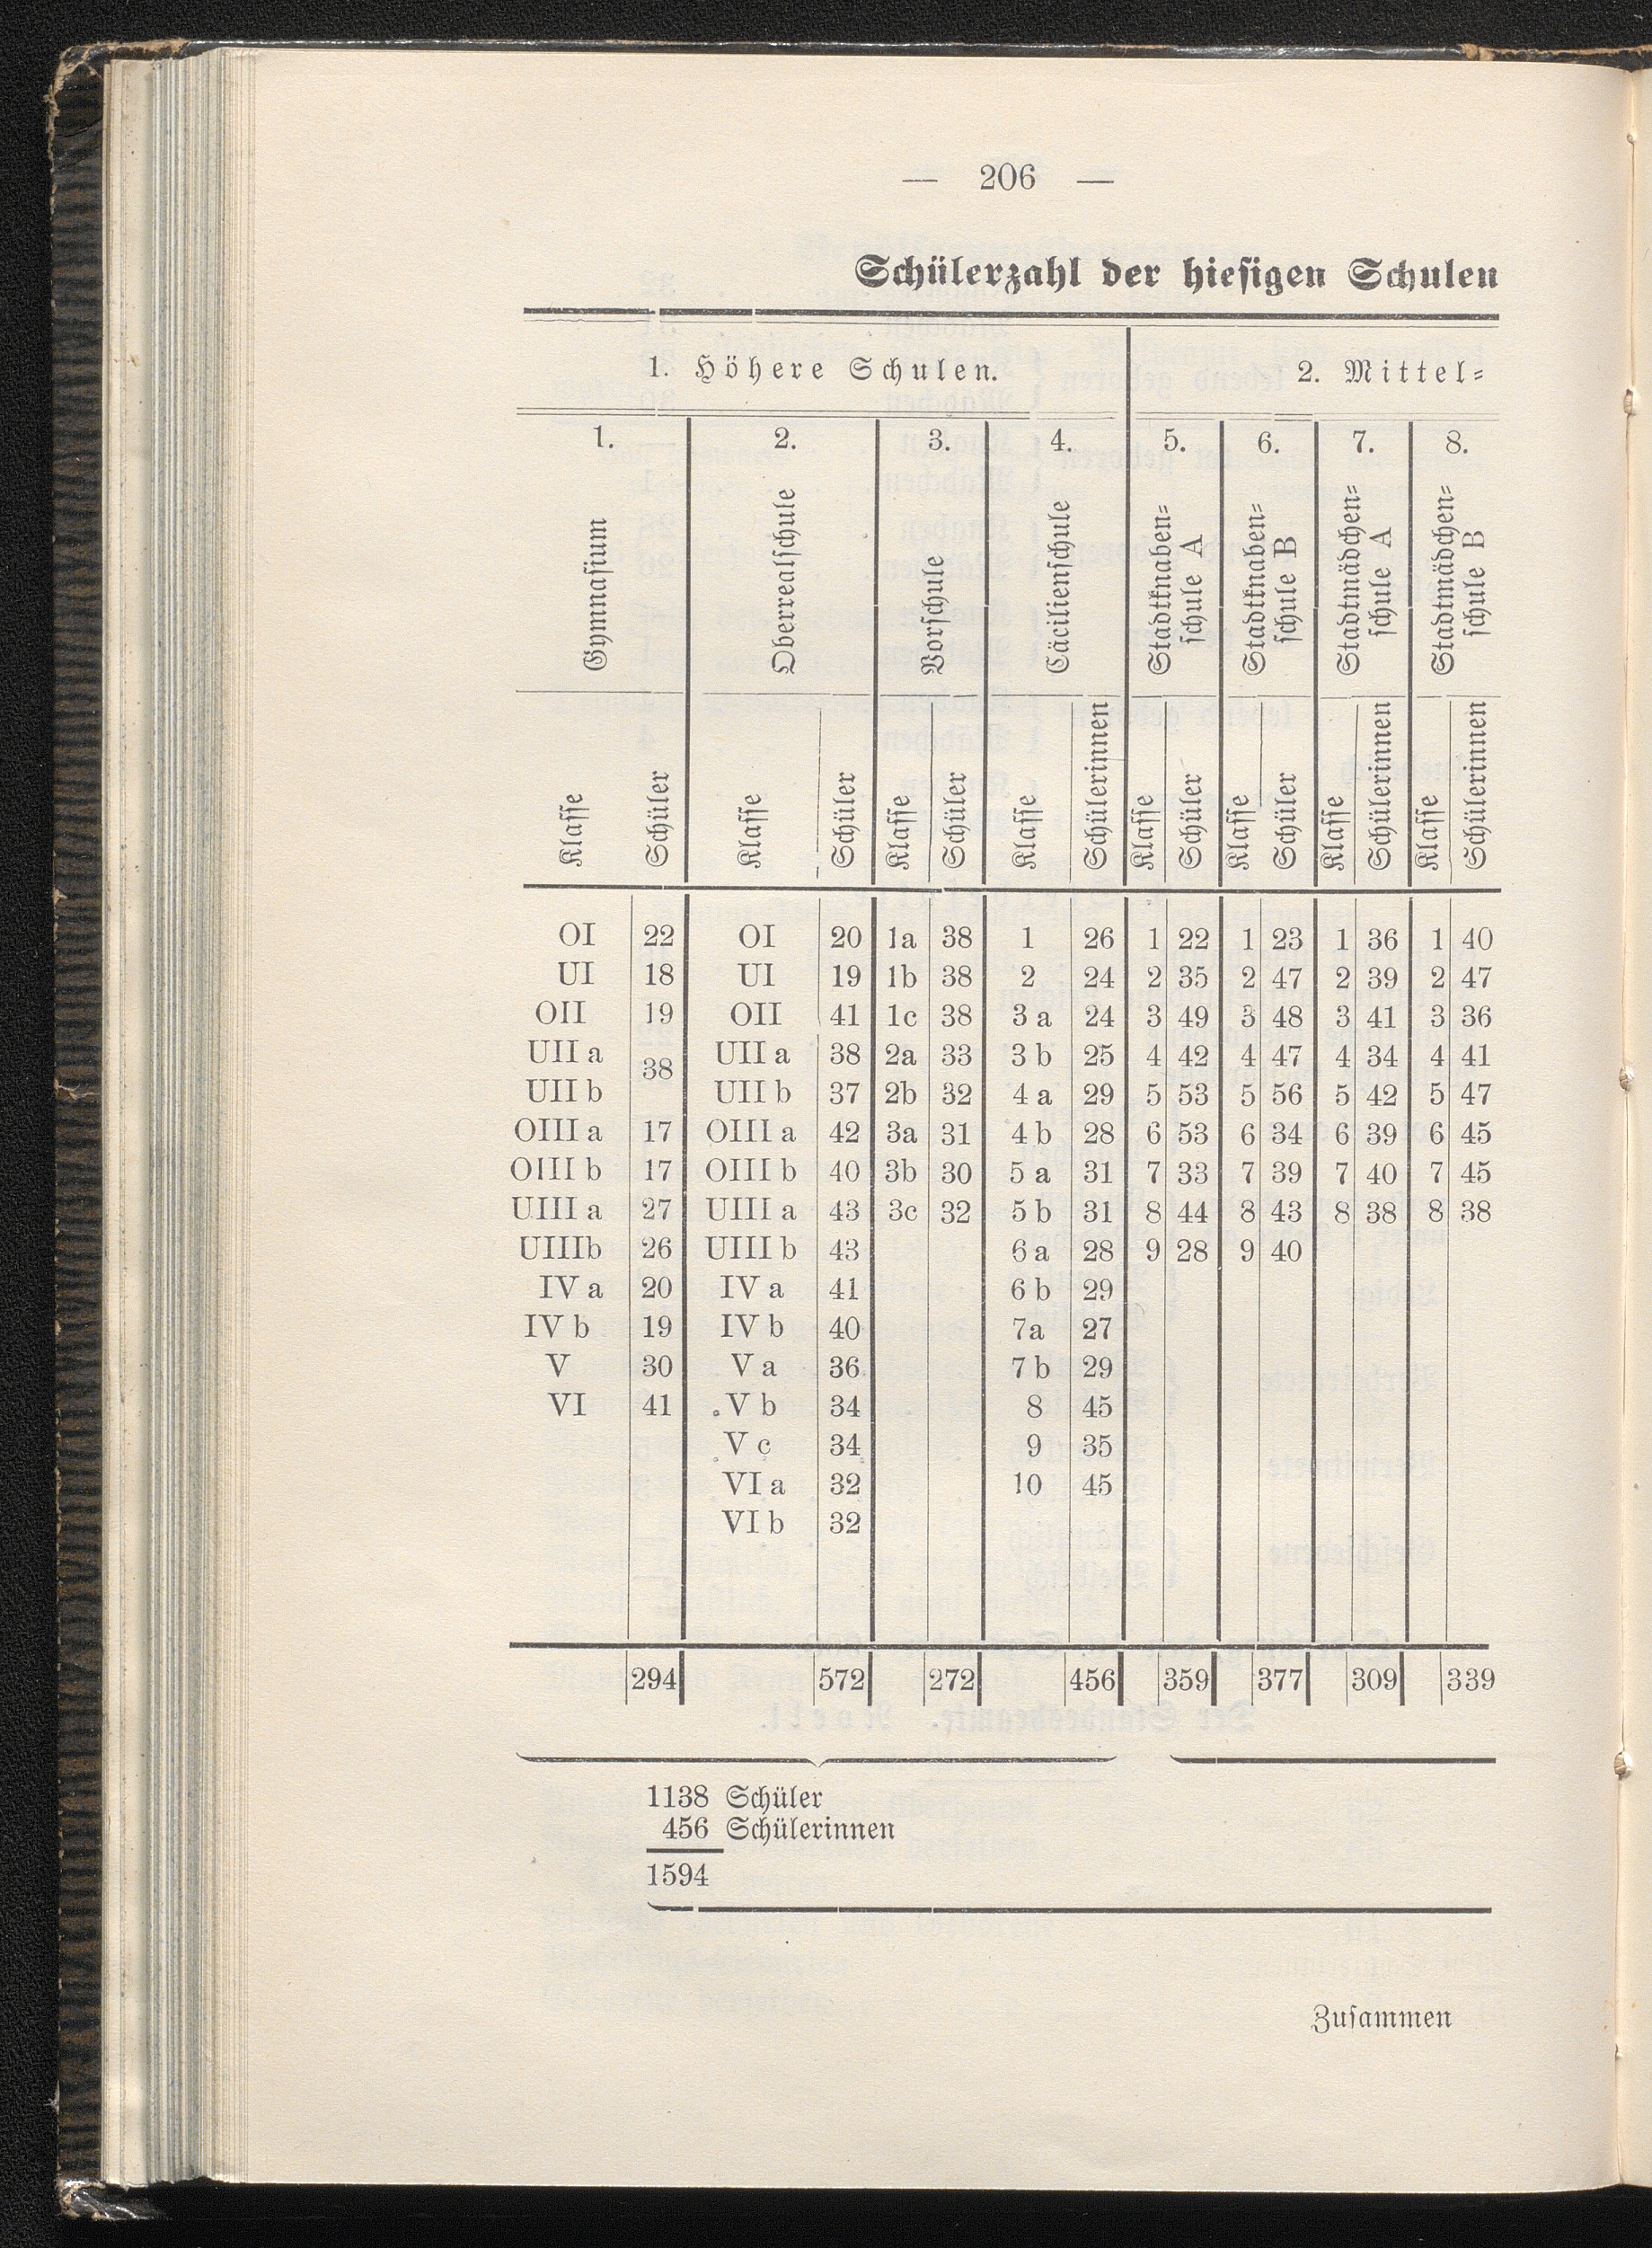 — 206 —
Schülerzahl der hiesigen Schulen
1. Höhere Schulen. 2. Mittel=
1. 2. 3. 4. 5. 6. 7. 8.
Gymnasium Oberrealschule Vorschule Cäcilienschule Stadtknaben= schule A Stadtknaben= schule B Stadtmädchen= schule A Stadtmädchen= schule B
Klasse Schüler Klasse Schüler Klasse Schüler Klasse Schülerinnen Klasse Schüler Klasse Schüler Klasse Schülerinnen Klasse Schülerinnen
OI 22 OI 20 1a 38 1 26 1 22 1 23 1 36 1 40
UI 18 UI 19 1b 38 2 24 2 35 2 47 2 39 2 47
OII 19 OII 41 1c 38 3 a 24 3 49 3 48 3 41 3 36
UII a 38 UII a 38 2a 33 3 b 25 4 42 4 47 4 34 4 41
UII b UII b 37 2b 32 4 a 29 5 53 5 56 5 42 5 47
OIII a 17 OIII a 42 3a 31 4 b 28 6 53 6 34 6 39 6 45
OIII b 17 OIII b 40 3b 30 5 a 31 7 33 7 39 7 40 7 45
UIII a 27 UIII a 43 3c 32 5 b 31 8 44 8 43 8 38 8 38
UIIIb 26 UIII b 43 6 a 28 9 28 9 40
IV a 20 IV a 41 6 b 29
IV b 19 IV b 40 7a 27
V 30 V a 36 7 b 29
VI 41 V b 34 8 45
V c 34 9 35
VI a 32 10 45
VI b 32
294 572 272 456 359 377 309 339
1138 Schüler
456 Schülerinnen
1594
Zusammen